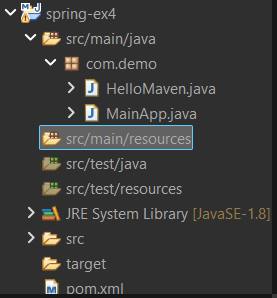 spring-ex4
src/main/java
com.demo
HelloMaven.java
MainApp.java
src/main/resources
src/test/java
src/test/resources
JRE System Library [JavaSE-1.8]
src
target
pom.xml